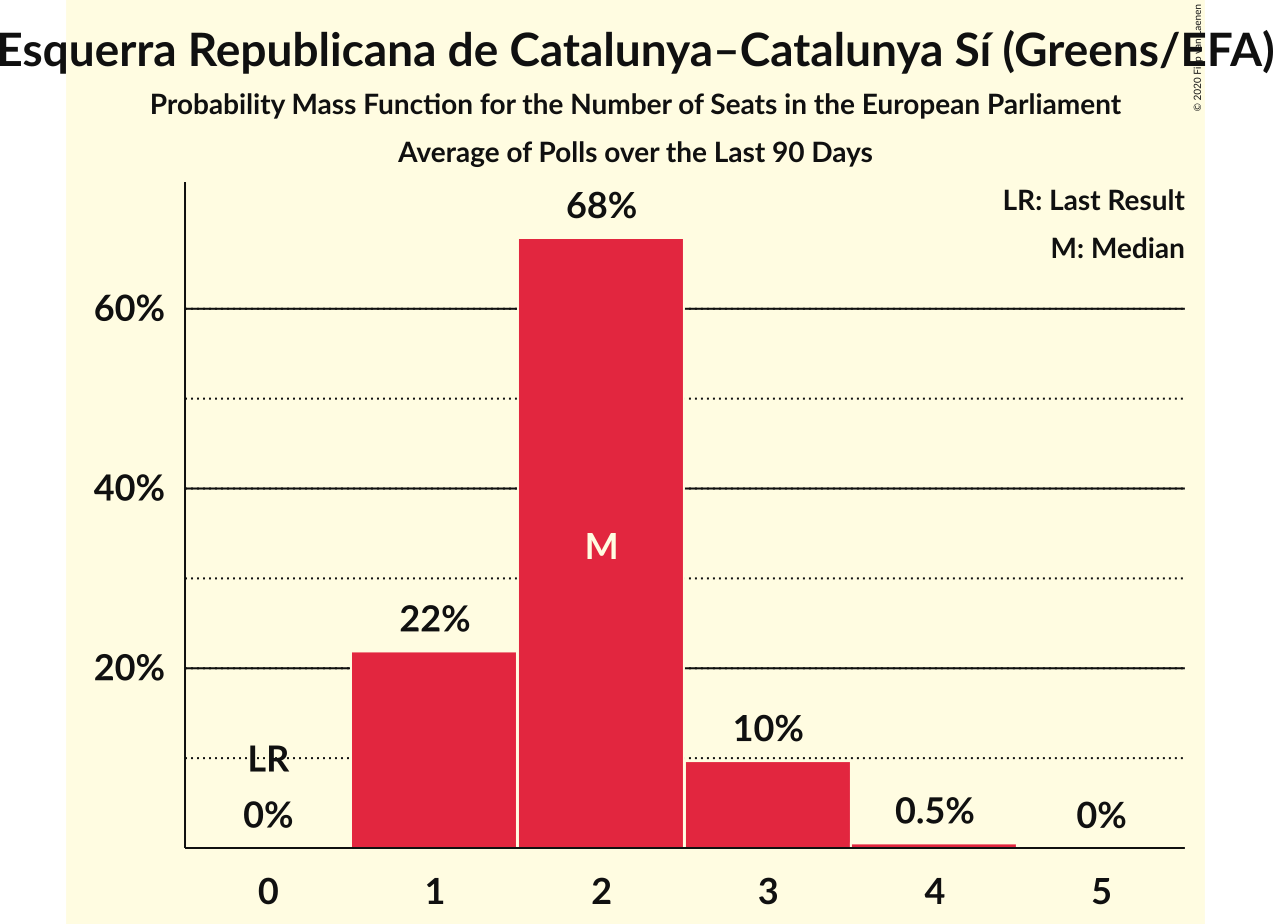 Esquerra Republicana de Catalunya–Catalunya Sí (Greens/EFA)
Probability Mass Function for the Number of Seats in the European Parliament
Average of Polls over the Last 90 Days
© 2020 Filip van Laenen
LR: Last Result
M: Median
68%
60%
40%
M
22%
20%
10%
LR
0%
0.5%
0%
0 1 2 3 4 5